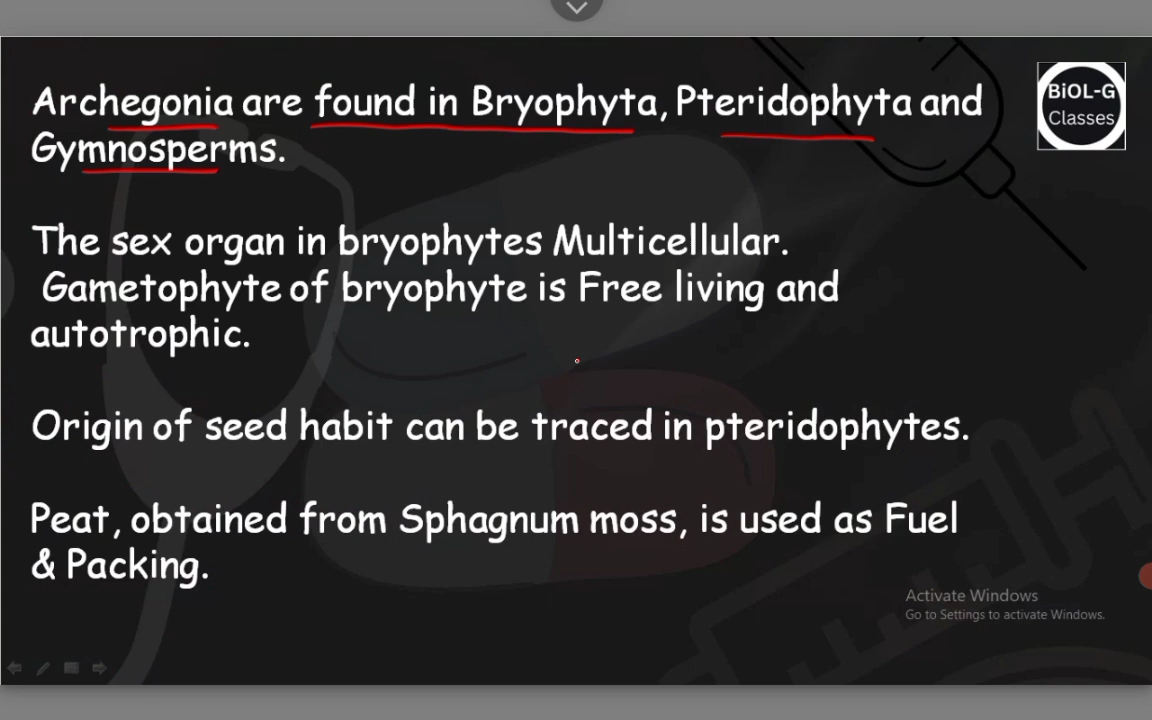 Archegonia are found in Bryophyta, Pteridophyta and
Gymnosperms.
BiOL-G
Classes
The sex organ in bryophytes Multicellular.
Gametophyte of bryophyte is Free living and
autotrophic.
Origin of seed habit can be traced in pteridophytes.
Peat, obtained from Sphagnum moss, is used as Fuel
& Packing.
Activate Windows
Go to Settings to activate Windows.